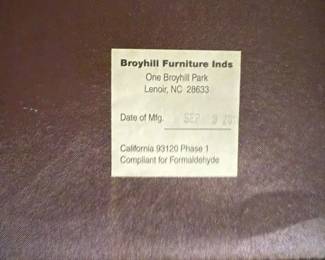 Broyhill Furniture Inds
One Broyhill Park
Lenoir, NC 28633
Date of Mfg. SEP 9
California 93120 Phase 1
Compliant for Formaldehyde